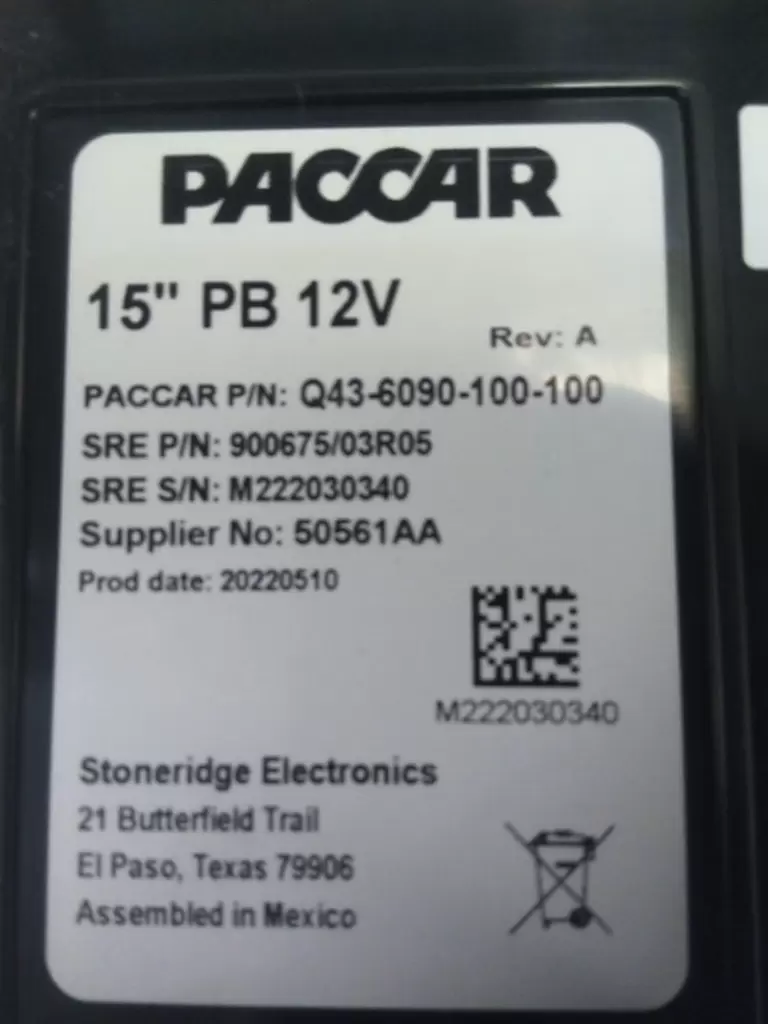 PACCAR
15" PB 12V
Rev: A
PACCAR P/N: Q43-6090-100-100
SRE P/N: 900675/03R05
SRE S/N: M222030340
Supplier No: 50561AA
Prod date: 20220510
M222030340
Stoneridge Electronics
21 Butterfield Trail
El Paso, Texas 79906
Assembled in Mexico